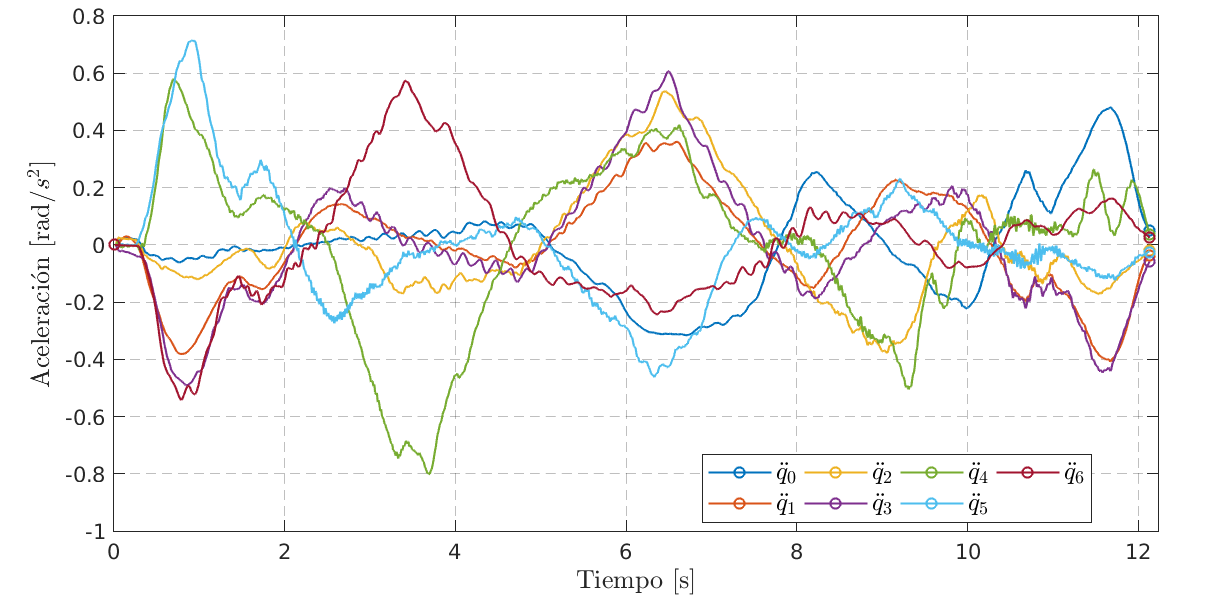 Aceleración [rad/s²]
0.8
0.6
0.4
0.2
0
-0.2
-0.4
-0.6
-0.8
-1
0 2 4 6 8 10 12
Tiempo [s]
q̈₀ q̈₂ q̈₄ q̈₆
q̈₁ q̈₃ q̈₅